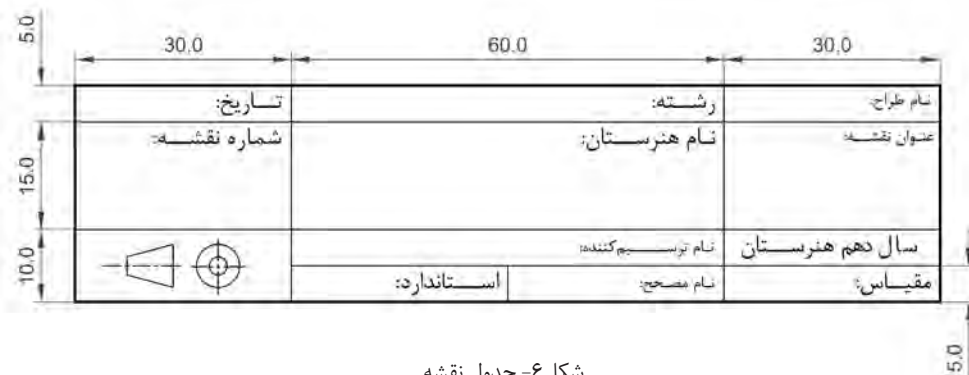 5.0
30.0 60.0 30.0
نام طراح: رشته: تاریخ:
عنوان نقشه: نام هنرستان: شماره نقشه:
15.0
سال دهم هنرستان نام ترسیم‌کننده:
10.0
مقیاس: نام مصحح: استاندارد:
5.0
شکل ۶- جدول نقشه